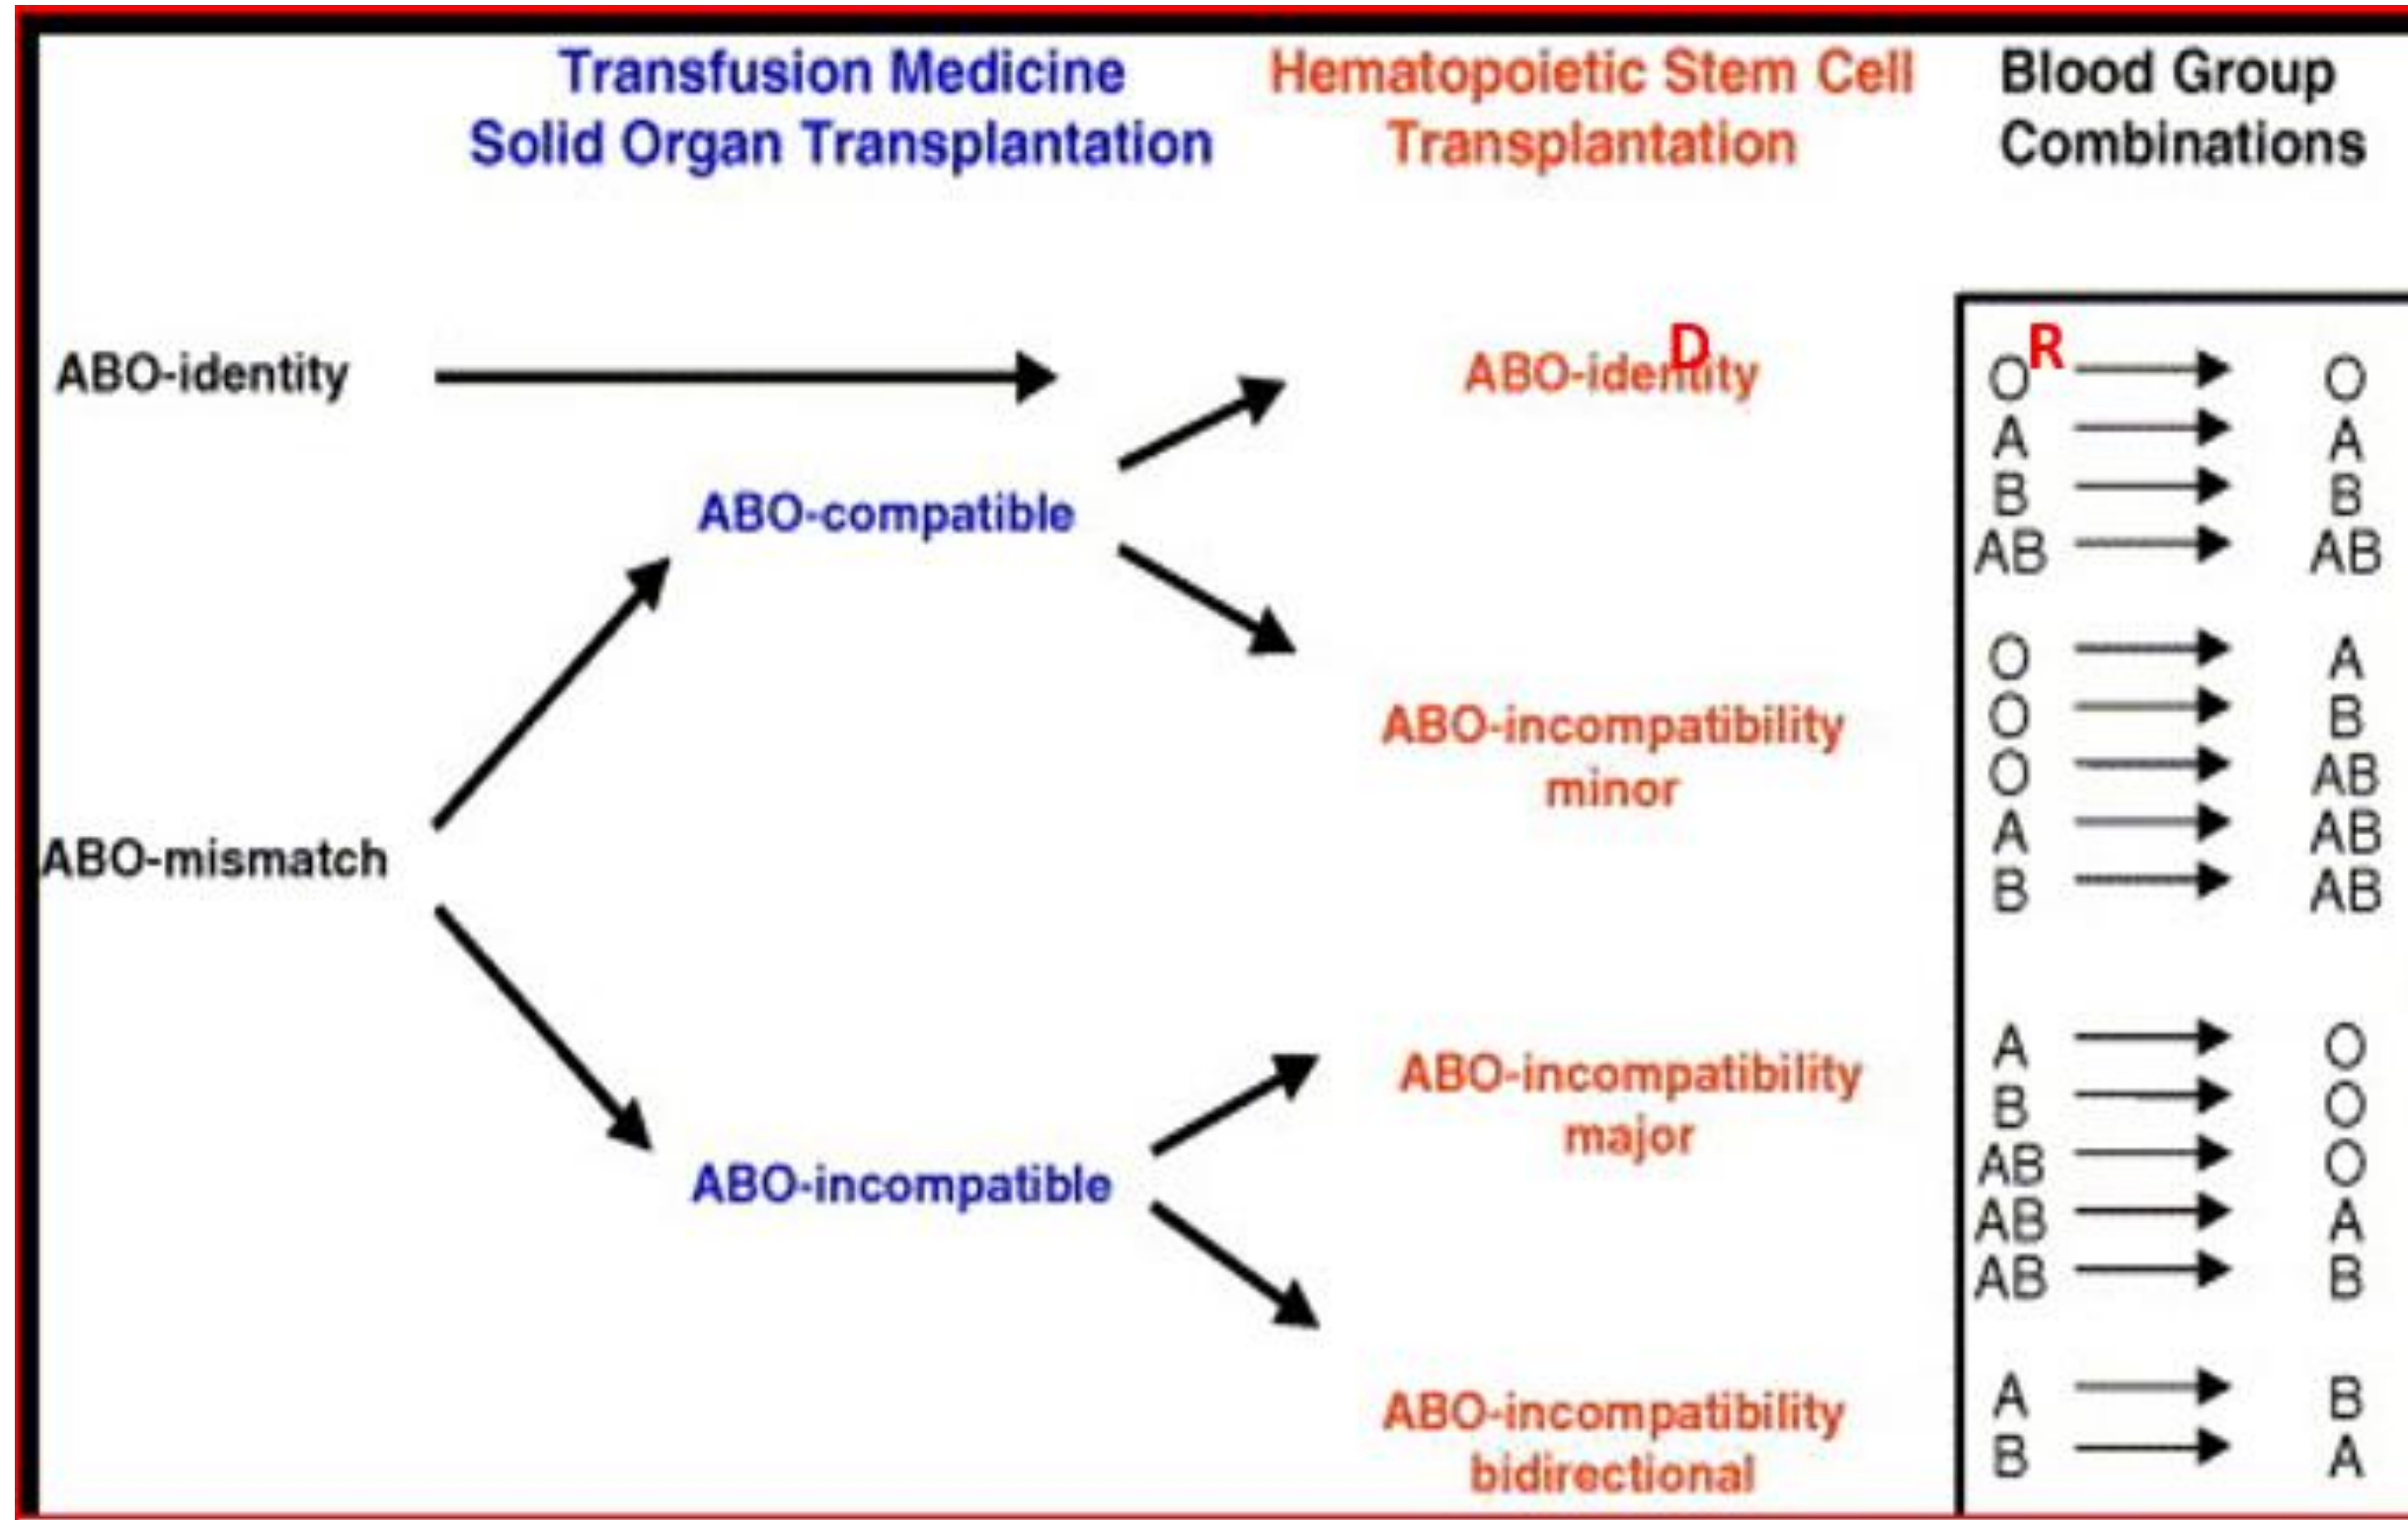 Transfusion Medicine
Solid Organ Transplantation
Hematopoietic Stem Cell
Transplantation
Blood Group
Combinations
ABO-identity
ABO-mismatch
ABO-compatible
ABO-incompatible
D
ABO-identity
ABO-incompatibility
minor
ABO-incompatibility
major
ABO-incompatibility
bidirectional
R
O O
A A
B B
AB AB
O A
O B
O AB
A AB
B AB
A O
B O
AB O
AB A
AB B
A B
B A